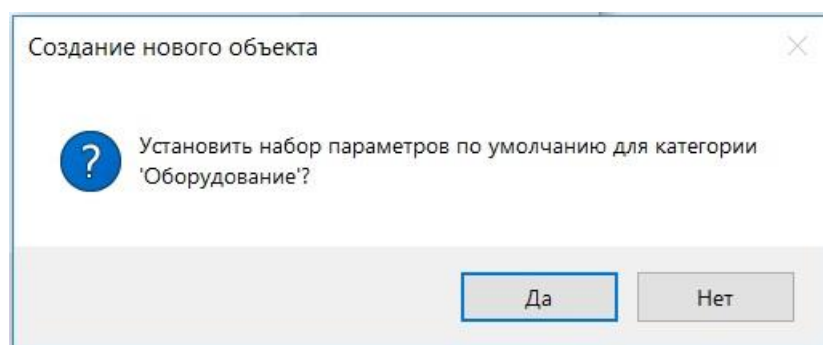 Создание нового объекта
Установить набор параметров по умолчанию для категории
'Оборудование'?
Да
Нет